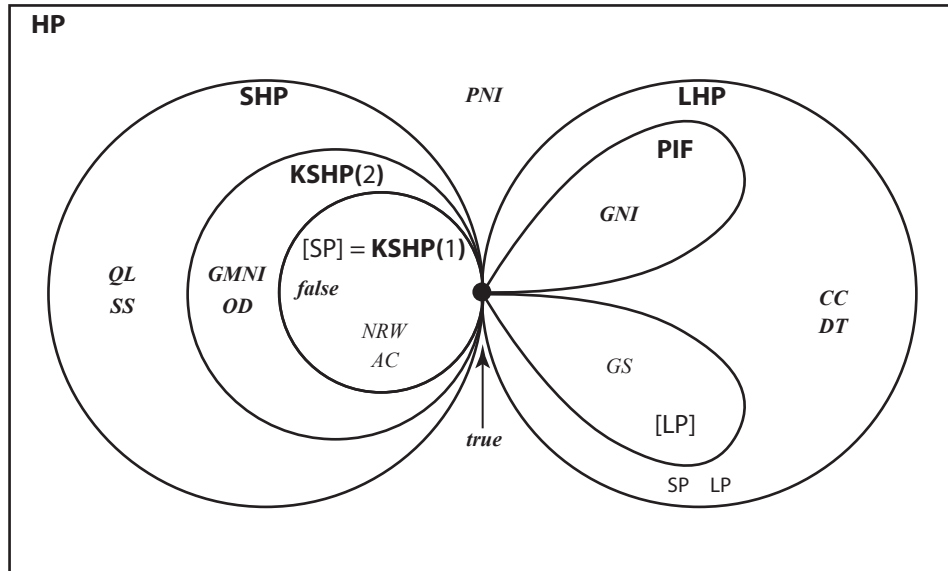 HP
SHP
PNI
LHP
PIF
KSHP(2)
GNI
[SP] = KSHP(1)
QL
SS
GMNI
OD
false
CC
DT
NRW
AC
GS
[LP]
true
SP LP